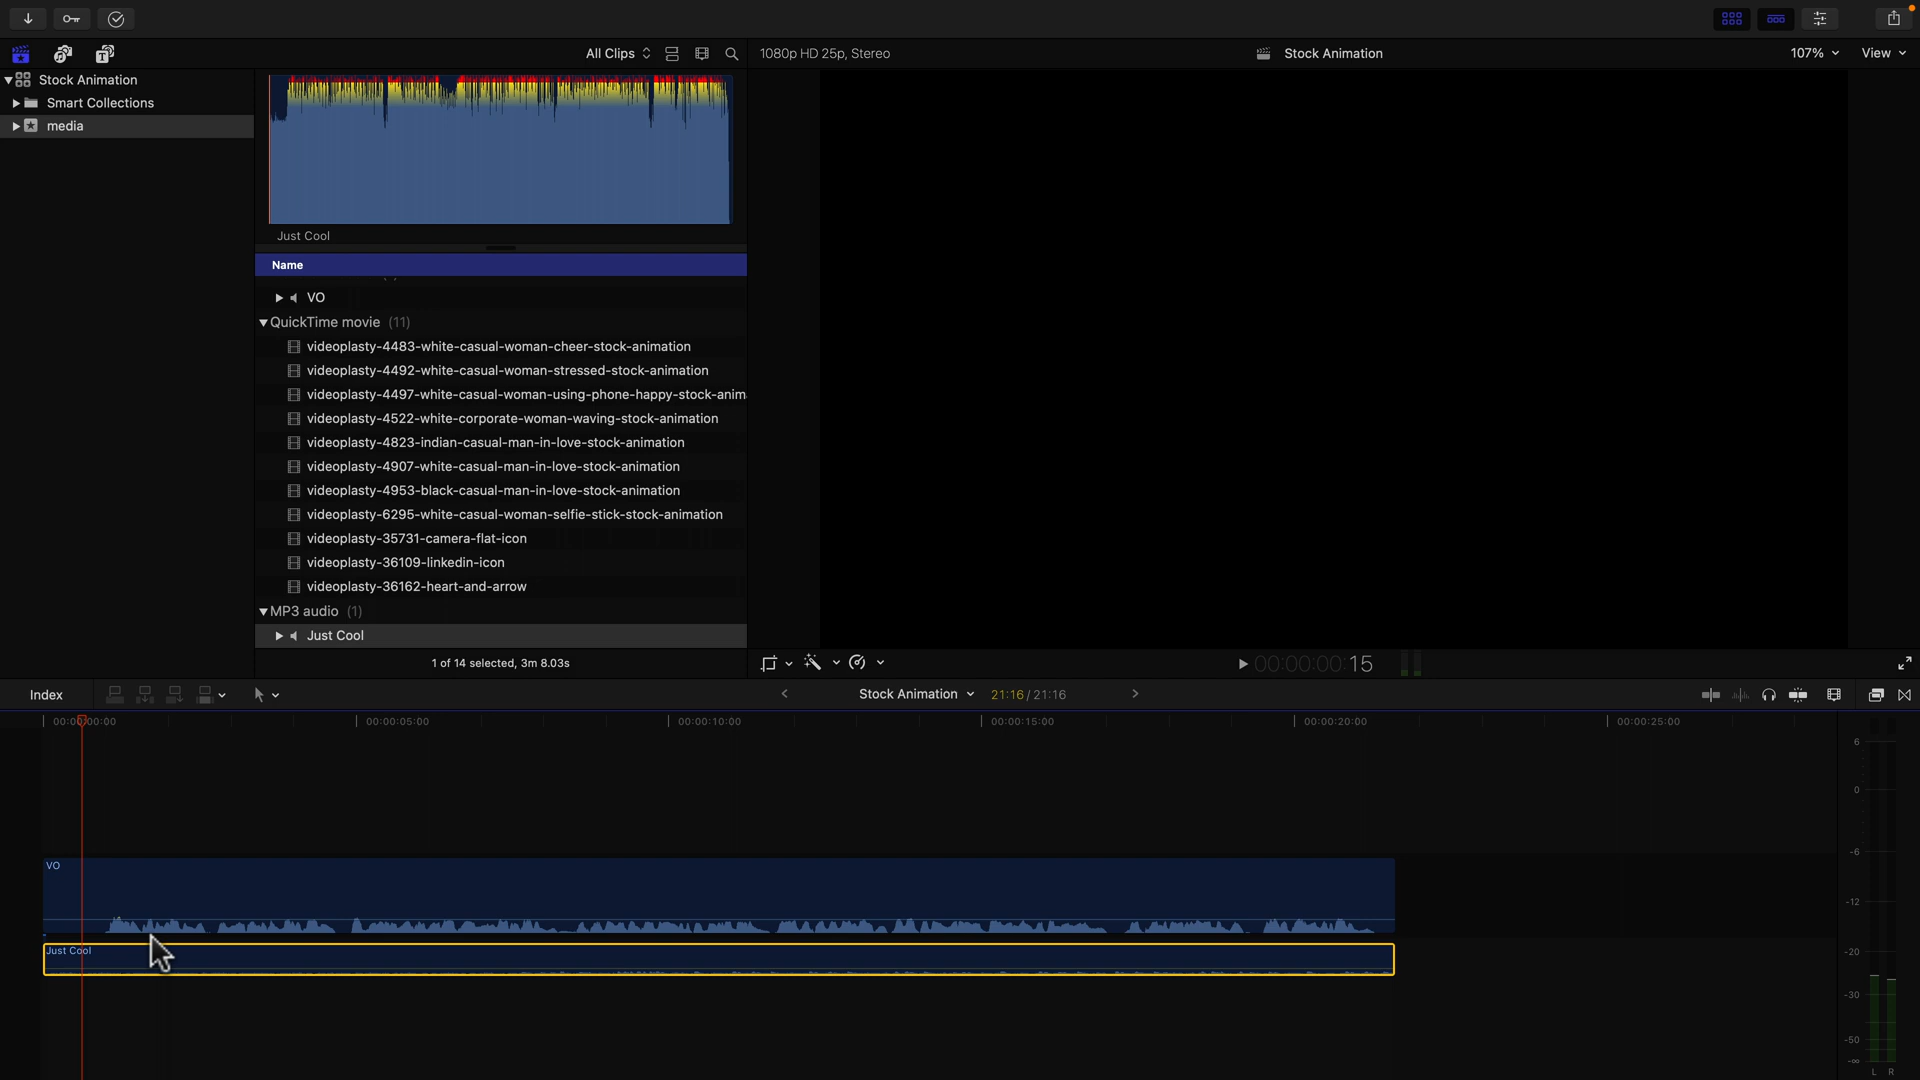 All Clips
1080p HD 25p, Stereo
Stock Animation
107%
View
Stock Animation
Smart Collections
media
Just Cool
Name
VO
QuickTime movie (11)
videoplasty-4483-white-casual-woman-cheer-stock-animation
videoplasty-4492-white-casual-woman-stressed-stock-animation
videoplasty-4497-white-casual-woman-using-phone-happy-stock-anim
videoplasty-4522-white-corporate-woman-waving-stock-animation
videoplasty-4823-indian-casual-man-in-love-stock-animation
videoplasty-4907-white-casual-man-in-love-stock-animation
videoplasty-4953-black-casual-man-in-love-stock-animation
videoplasty-6295-white-casual-woman-selfie-stick-stock-animation
videoplasty-35731-camera-flat-icon
videoplasty-36109-linkedin-icon
videoplasty-36162-heart-and-arrow
MP3 audio (1)
Just Cool
1 of 14 selected, 3m 8.03s
00:00:00:15
Index
Stock Animation
21:16 / 21:16
00:00:00:00
00:00:05:00
00:00:10:00
00:00:15:00
00:00:20:00
00:00:25:00
6
0
-6
-12
-20
-30
-50
-∞
L R
VO
Just Cool